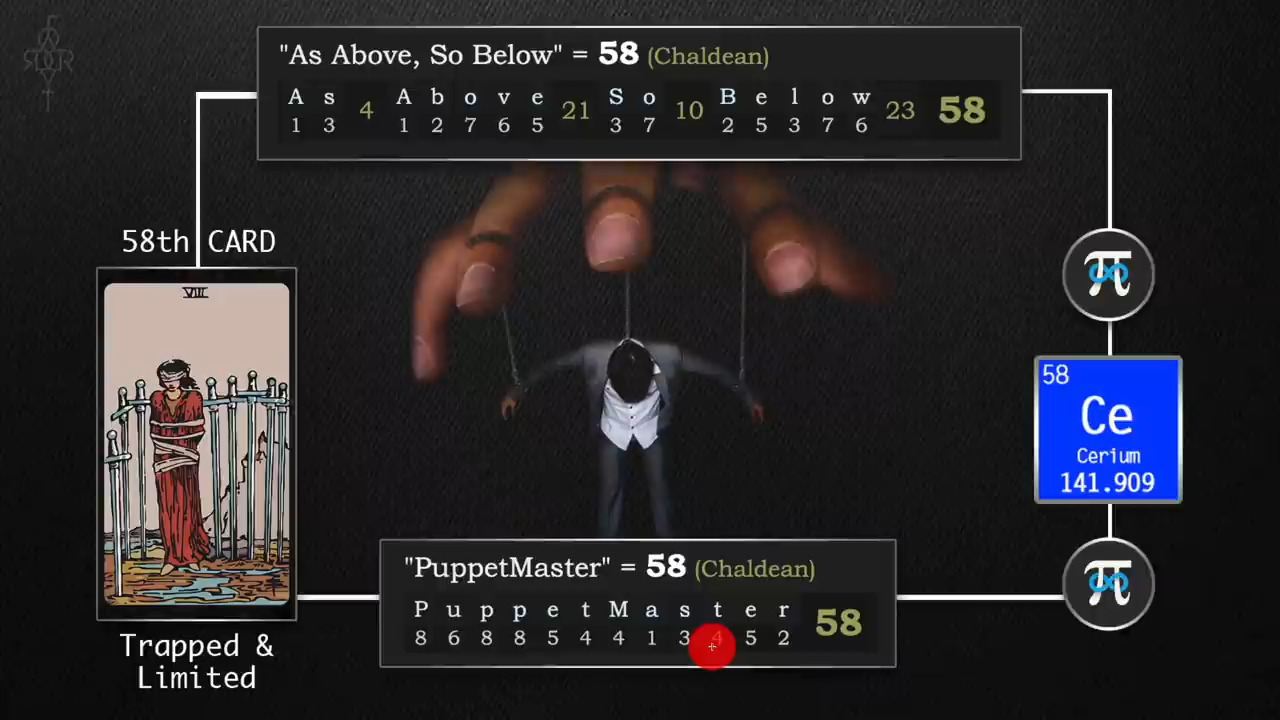 "As Above, So Below" = 58 (Chaldean)
A s 4 A b o v e 21 S o 10 B e l o w 23 58
1 3 1 2 7 6 5 3 7 2 5 3 7 6
58th CARD
VIII
π
58
Ce
Cerium
141.909
π
"PuppetMaster" = 58 (Chaldean)
P u p p e t M a s t e r 58
8 6 8 8 5 4 4 1 3 4 5 2
Trapped &
Limited